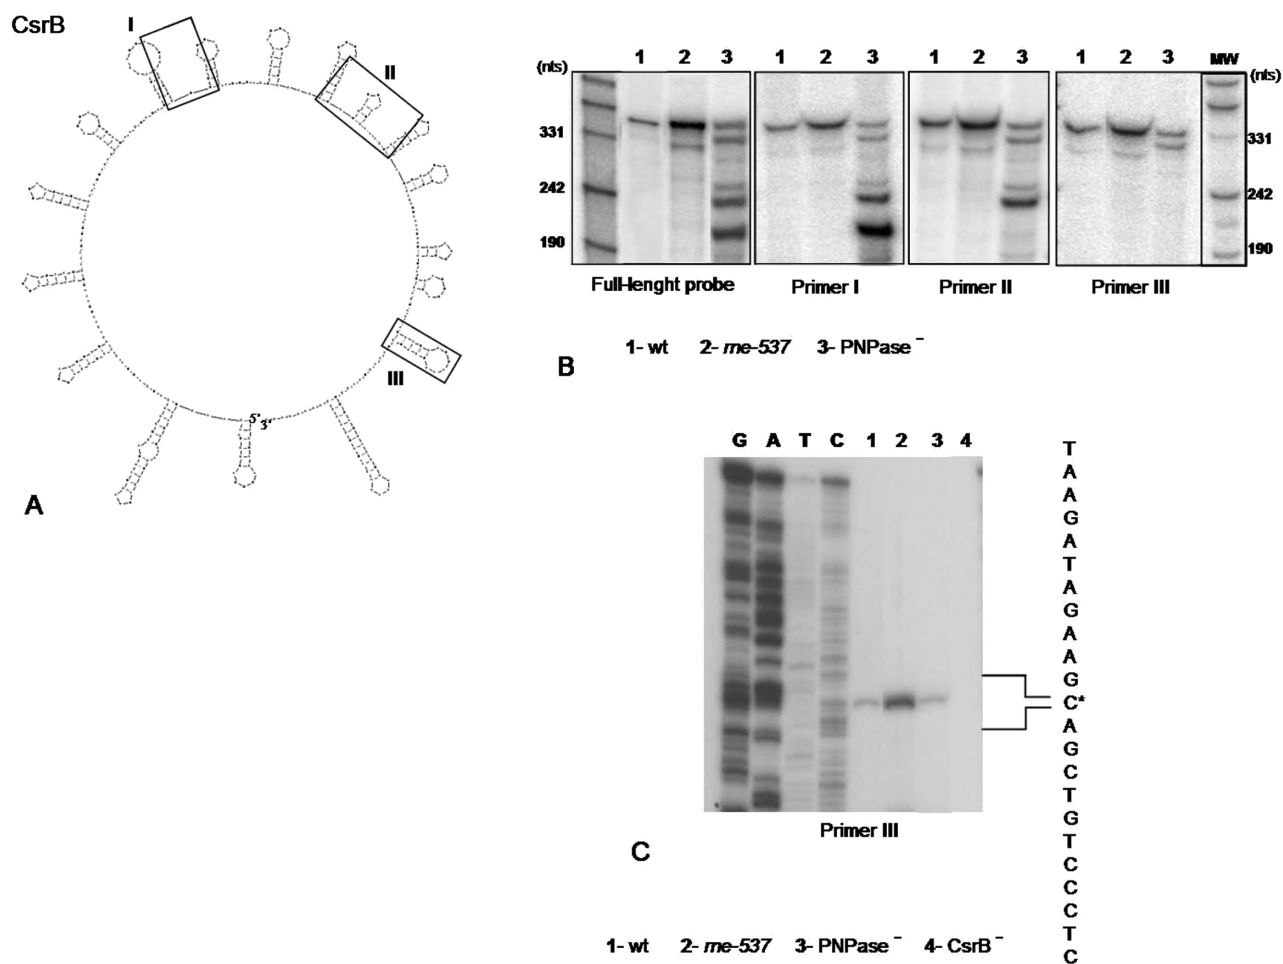 CsrB
I
II
III
5'
3'
A
1 2 3 1 2 3 1 2 3 1 2 3 MW
(nts)
(nts)
331
242
190
331
242
190
Full-lenght probe Primer I Primer II Primer III
1- wt 2- rne-537 3- PNPase⁻
B
G A T C 1 2 3 4
T
A
A
G
A
T
A
G
A
A
G
C*
A
G
C
T
G
T
C
C
C
T
C
Primer III
C
1- wt 2- rne-537 3- PNPase⁻ 4- CsrB⁻